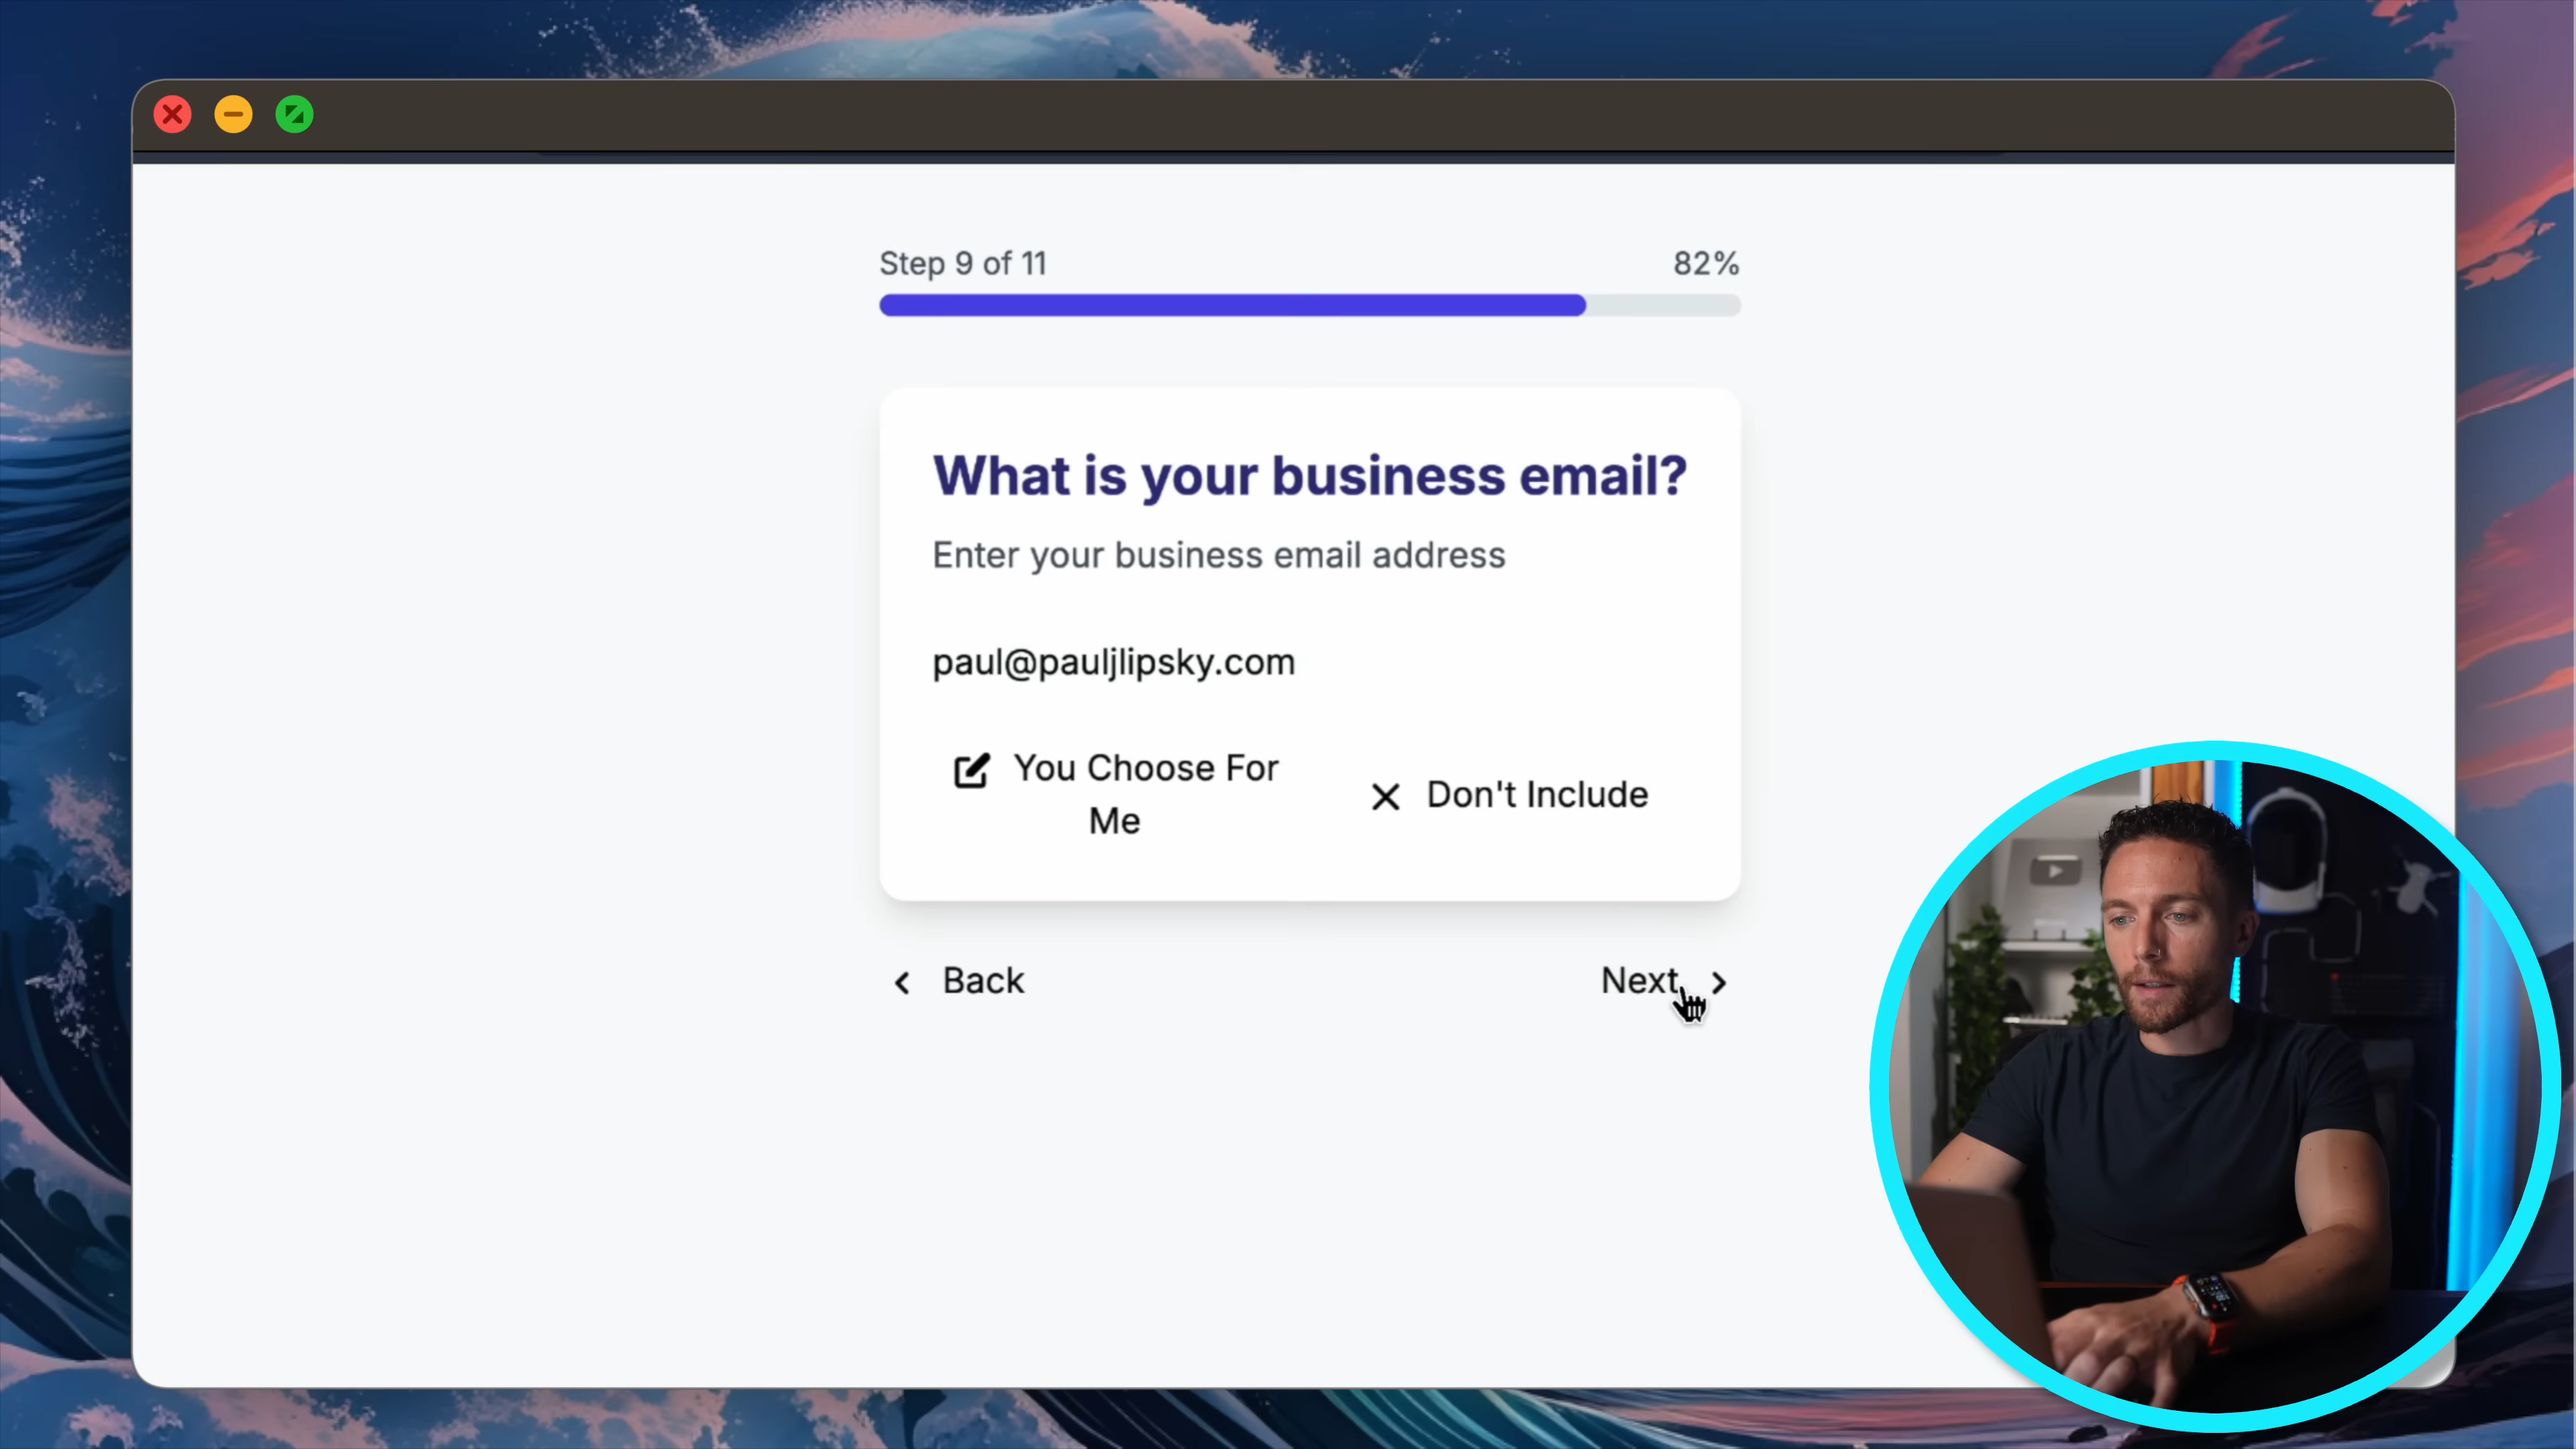 Step 9 of 11
82%
What is your business email?
Enter your business email address
paul@pauljlipsky.com
You Choose For
Me
Don't Include
Back
Next